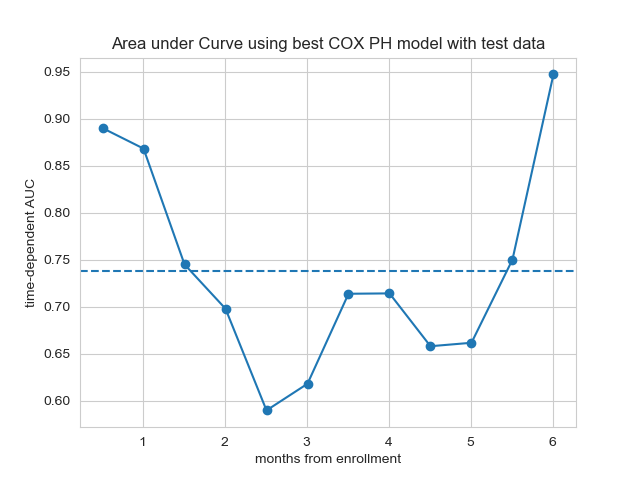 Area under Curve using best COX PH model with test data
time-dependent AUC
0.95
0.90
0.85
0.80
0.75
0.70
0.65
0.60
1 2 3 4 5 6
months from enrollment